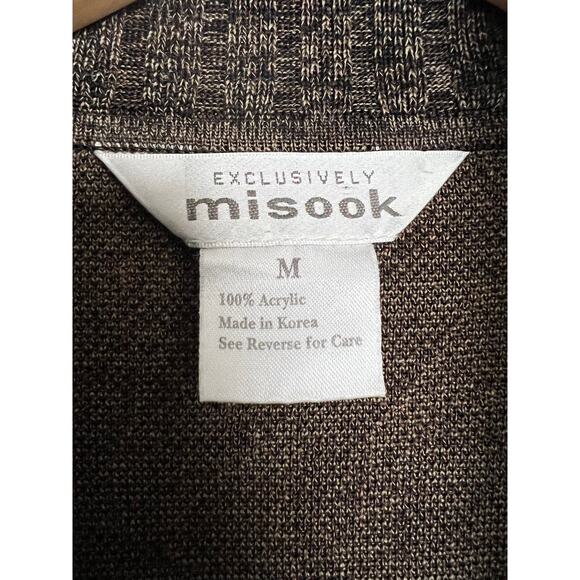 EXCLUSIVELY
misook
M
100% Acrylic
Made in Korea
See Reverse for Care